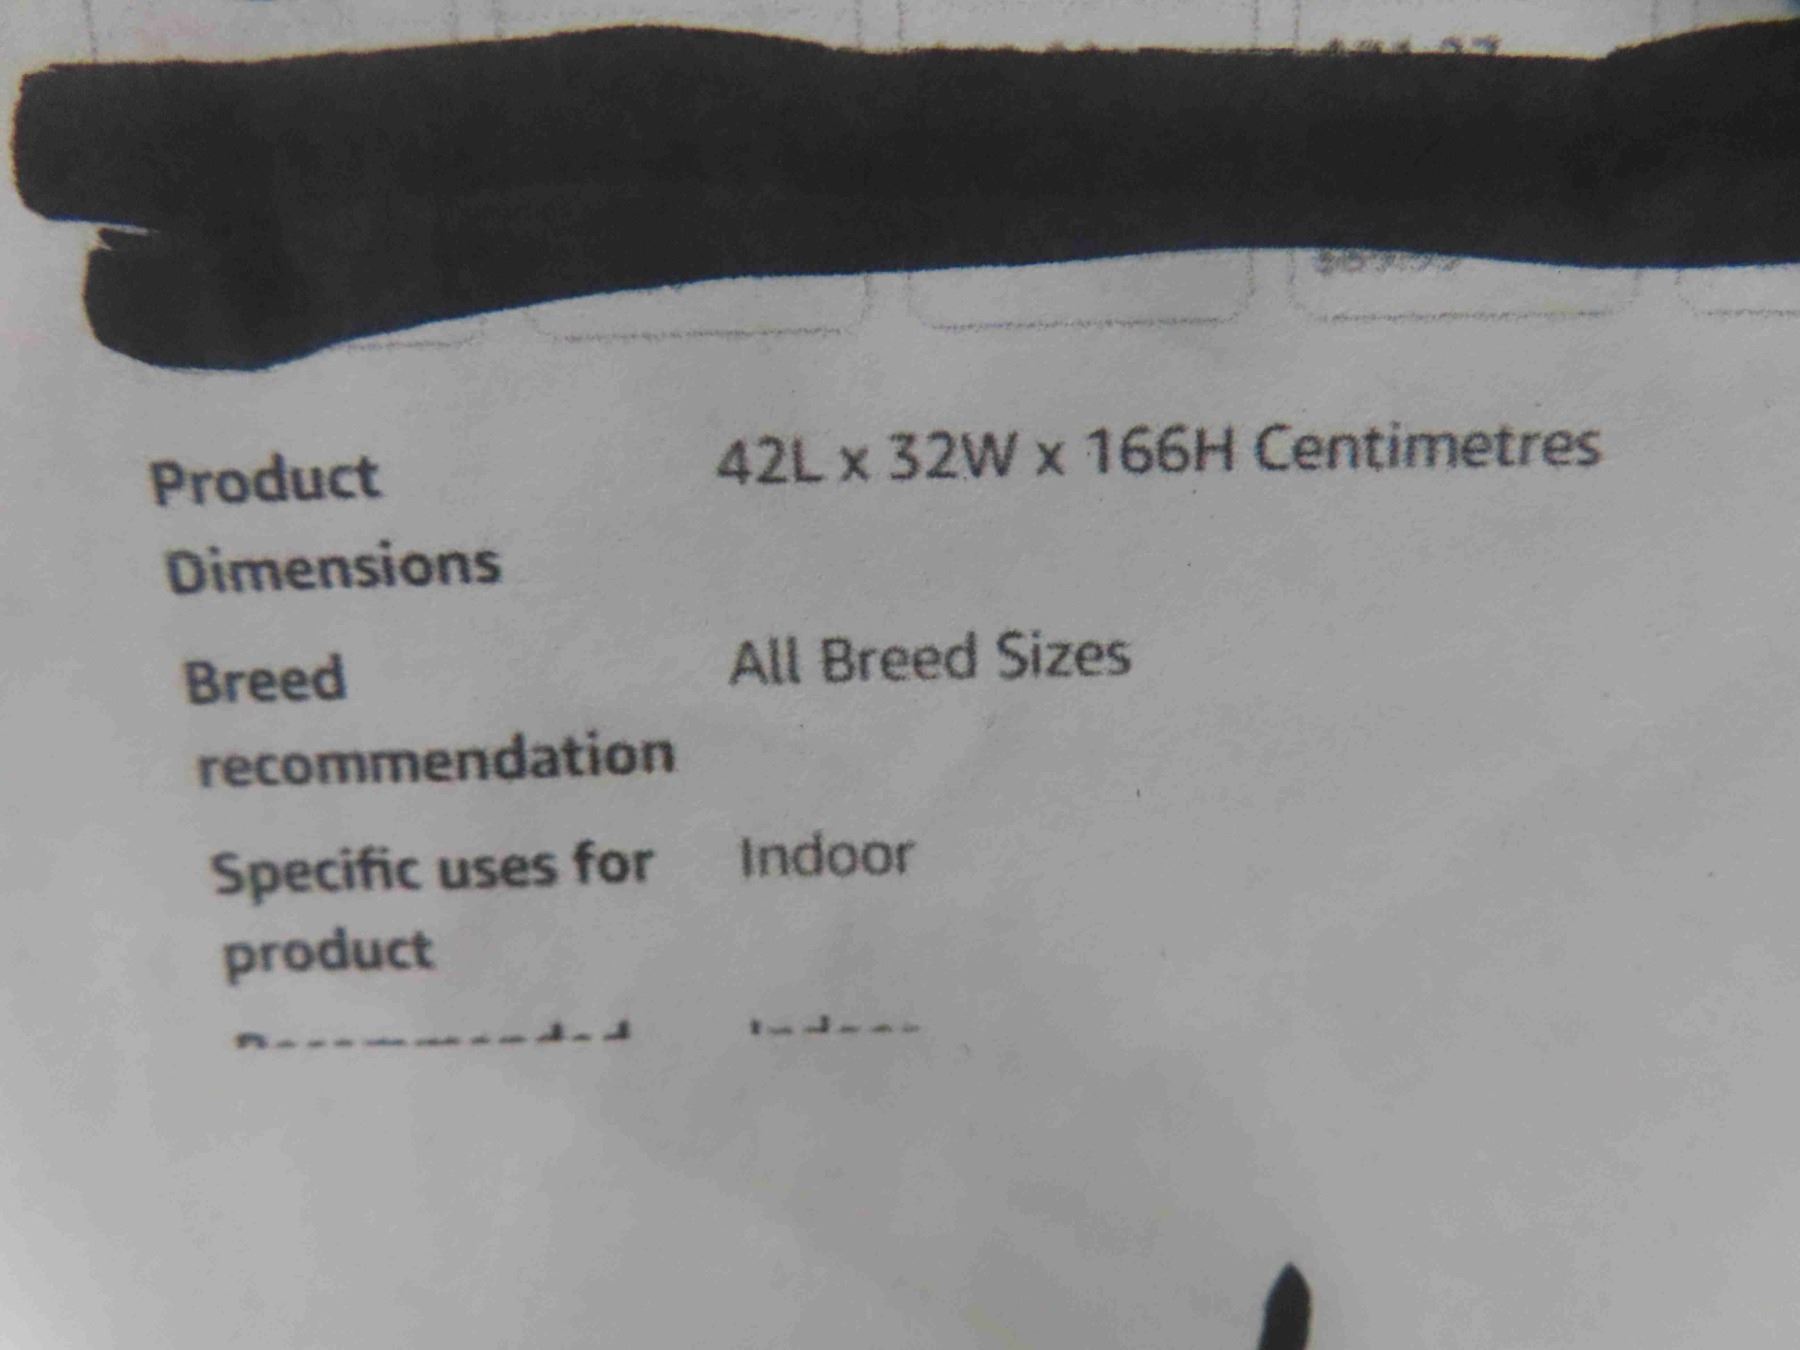 Product 42L x 32W x 166H Centimetres
Dimensions
Breed All Breed Sizes
recommendation
Specific uses for Indoor
product